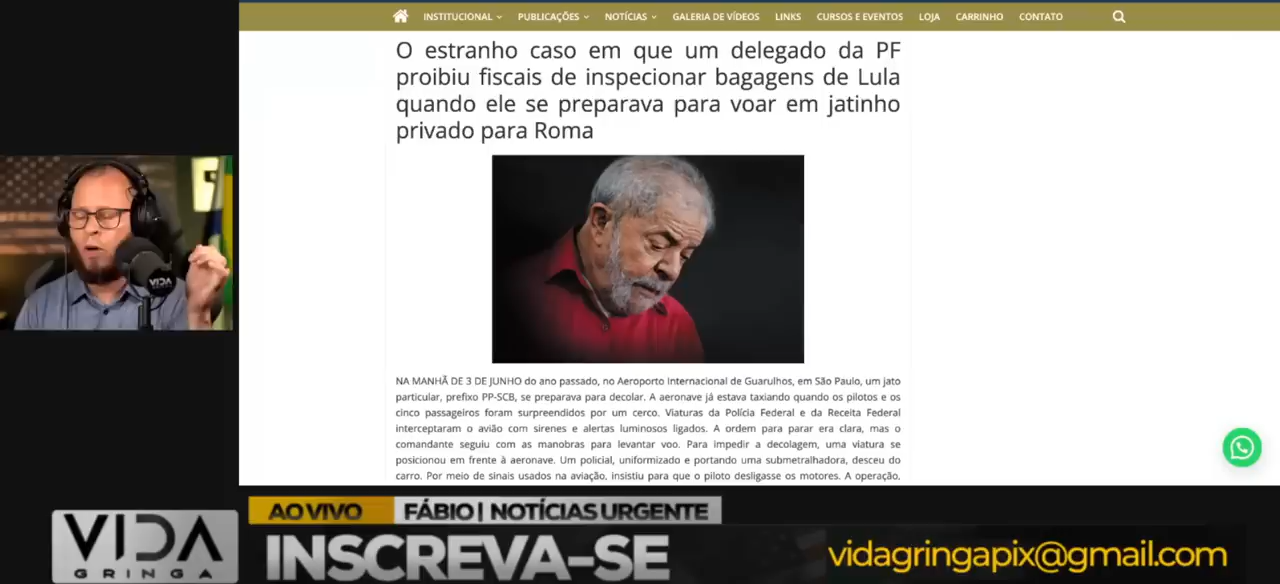 INSTITUCIONAL PUBLICAÇÕES NOTÍCIAS GALERIA DE VÍDEOS LINKS CURSOS E EVENTOS LOJA CARRINHO CONTATO
O estranho caso em que um delegado da PF
proibiu fiscais de inspecionar bagagens de Lula
quando ele se preparava para voar em jatinho
privado para Roma
NA MANHÃ DE 3 DE JUNHO do ano passado, no Aeroporto Internacional de Guarulhos, em São Paulo, um jato
particular, prefixo PP-SCB, se preparava para decolar. A aeronave já estava taxiando quando os pilotos e os
cinco passageiros foram surpreendidos por um cerco. Viaturas da Polícia Federal e da Receita Federal
interceptaram o avião com sirenes e alertas luminosos ligados. A ordem para parar era clara, mas o
comandante seguiu com as manobras para levantar voo. Para impedir a decolagem, uma viatura se
posicionou em frente à aeronave. Um policial, uniformizado e portando uma submetralhadora, desceu do
carro. Por meio de sinais usados na aviação, insistiu para que o piloto desligasse os motores. A operação,
VIDA
GRINGA
AO VIVO FÁBIO | NOTÍCIAS URGENTE
INSCREVA-SE
vidagringapix@gmail.com
VIDA
GRINGA